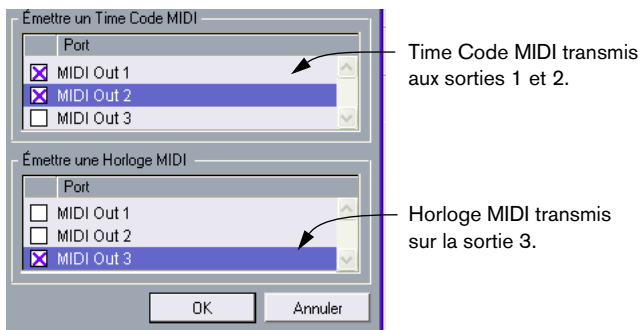 Émettre un Time Code MIDI
Port
MIDI Out 1
MIDI Out 2
MIDI Out 3
Time Code MIDI transmis
aux sorties 1 et 2.
Émettre une Horloge MIDI
Port
MIDI Out 1
MIDI Out 2
MIDI Out 3
Horloge MIDI transmis
sur la sortie 3.
OK
Annuler